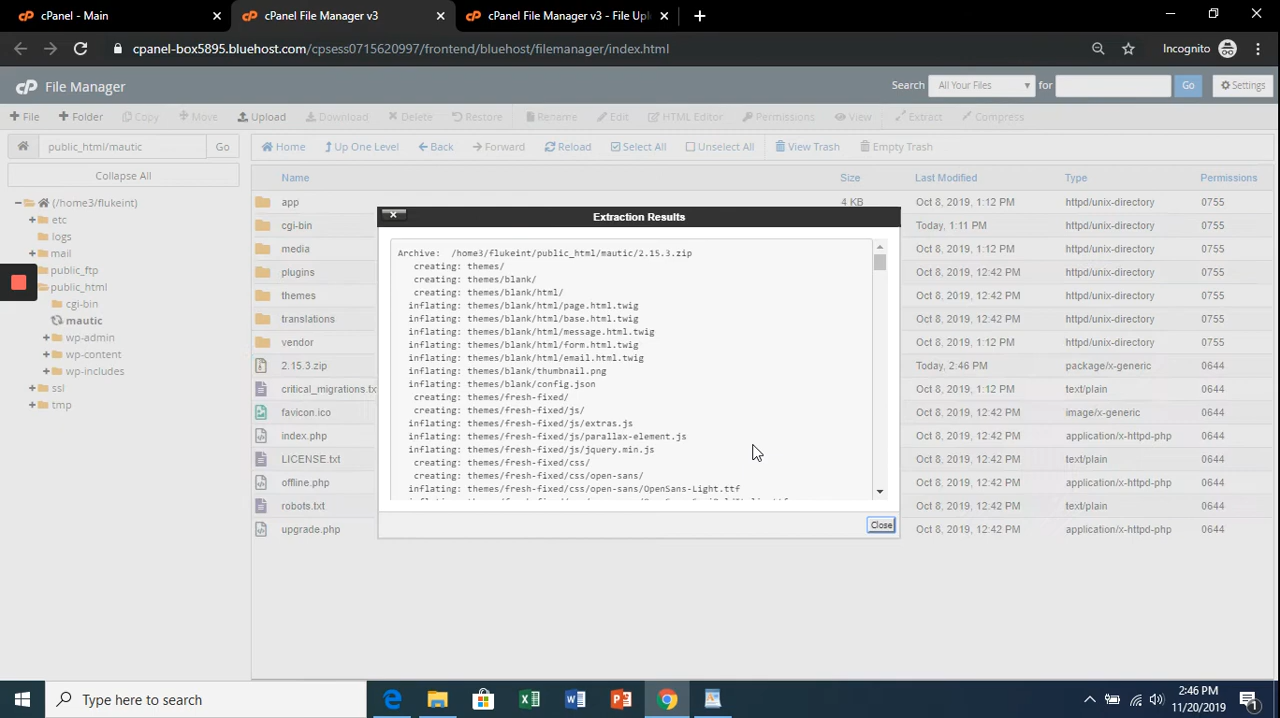 cPanel - Main
cPanel File Manager v3
cPanel File Manager v3 - File Upl
cpanel-box5895.bluehost.com/cpsess0715620997/frontend/bluehost/filemanager/index.html
Incognito
cP File Manager
Search All Your Files for Go Settings
File Folder Copy Move Upload Download Delete Restore Rename Edit HTML Editor Permissions View Extract Compress
public_html/mautic Go
Home Up One Level Back Forward Reload Select All Unselect All View Trash Empty Trash
Collapse All
(/home3/flukeint)
etc
logs
mail
public_ftp
public_html
cgi-bin
mautic
wp-admin
wp-content
wp-includes
ssl
tmp
Name Size Last Modified Type Permissions
app 4 KB Oct 8, 2019, 1:12 PM httpd/unix-directory 0755
cgi-bin Today, 1:11 PM httpd/unix-directory 0755
media Oct 8, 2019, 12:42 PM httpd/unix-directory 0755
plugins Oct 8, 2019, 12:42 PM httpd/unix-directory 0755
themes Oct 8, 2019, 12:42 PM httpd/unix-directory 0755
translations Oct 8, 2019, 12:42 PM httpd/unix-directory 0755
vendor Oct 8, 2019, 12:42 PM httpd/unix-directory 0755
2.15.3.zip Today, 2:46 PM package/x-generic 0644
critical_migrations.tx Oct 8, 2019, 1:12 PM text/plain 0644
favicon.ico Oct 8, 2019, 12:42 PM image/x-generic 0644
index.php Oct 8, 2019, 12:42 PM application/x-httpd-php 0644
LICENSE.txt Oct 8, 2019, 12:42 PM text/plain 0644
offline.php Oct 8, 2019, 12:42 PM application/x-httpd-php 0644
robots.txt Oct 8, 2019, 12:42 PM text/plain 0644
upgrade.php Oct 8, 2019, 12:42 PM application/x-httpd-php 0644
Extraction Results
Archive: /home3/flukeint/public_html/mautic/2.15.3.zip
creating: themes/
creating: themes/blank/
creating: themes/blank/html/
inflating: themes/blank/html/page.html.twig
inflating: themes/blank/html/base.html.twig
inflating: themes/blank/html/message.html.twig
inflating: themes/blank/html/form.html.twig
inflating: themes/blank/html/email.html.twig
inflating: themes/blank/thumbnail.png
inflating: themes/blank/config.json
creating: themes/fresh-fixed/
creating: themes/fresh-fixed/js/
inflating: themes/fresh-fixed/js/extras.js
inflating: themes/fresh-fixed/js/parallax-element.js
inflating: themes/fresh-fixed/js/jquery.min.js
creating: themes/fresh-fixed/css/
creating: themes/fresh-fixed/css/open-sans/
inflating: themes/fresh-fixed/css/open-sans/OpenSans-Light.ttf
Close
Type here to search
2:46 PM
11/20/2019
1